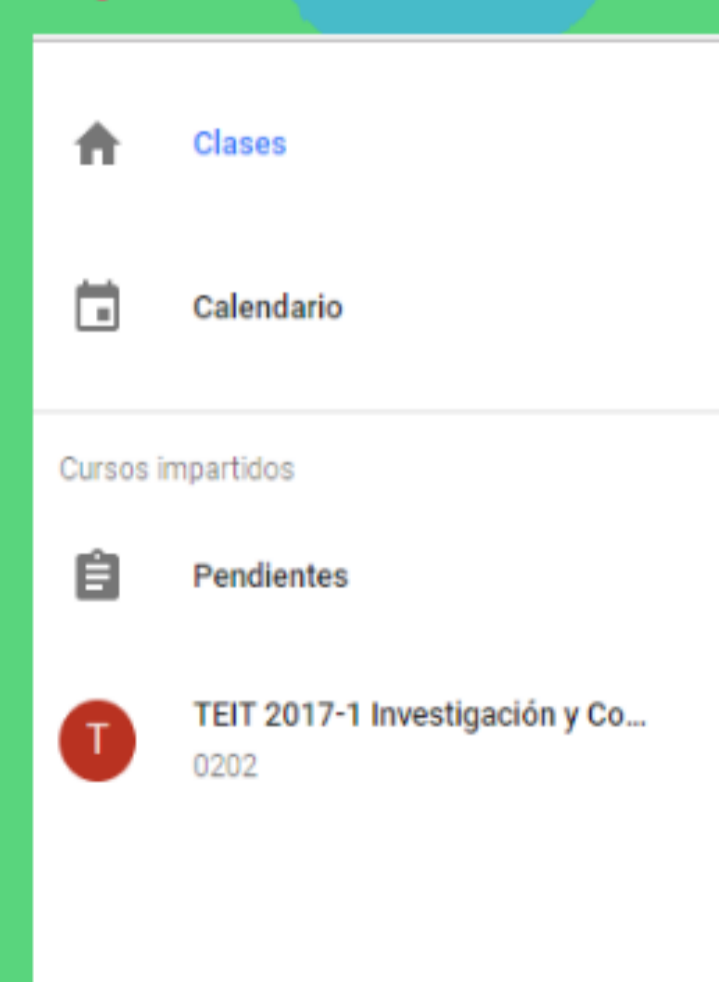 Clases
Calendario
Cursos impartidos
Pendientes
T
TEIT 2017-1 Investigación y Co...
0202